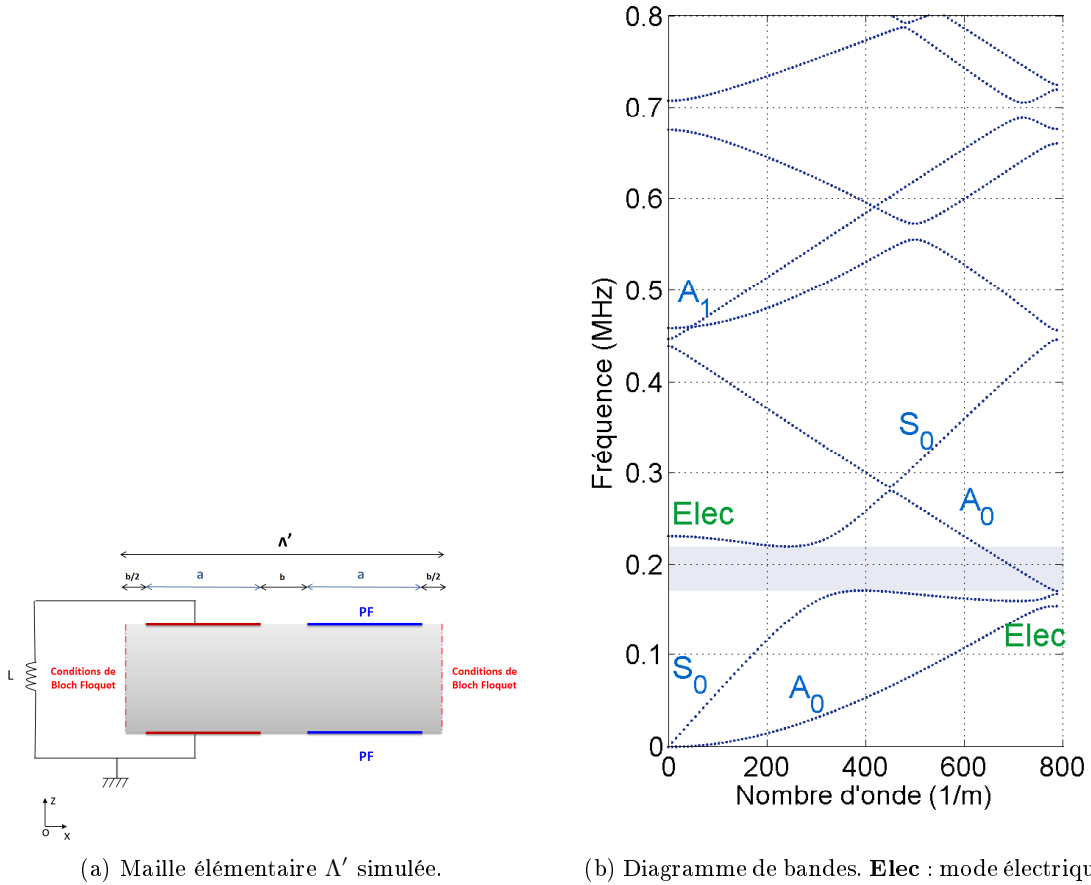 Λ'
b/2 a b a b/2
PF
L
Conditions de
Bloch Floquet
Conditions de
Bloch Floquet
PF
z
o
x
(a) Maille élémentaire Λ′ simulée.
Fréquence (MHz)
0.8
0.7
0.6
0.5
0.4
0.3
0.2
0.1
0
A1
S0
A0
Elec
Elec
S0
A0
0 200 400 600 800
Nombre d'onde (1/m)
(b) Diagramme de bandes. Elec : mode électriq